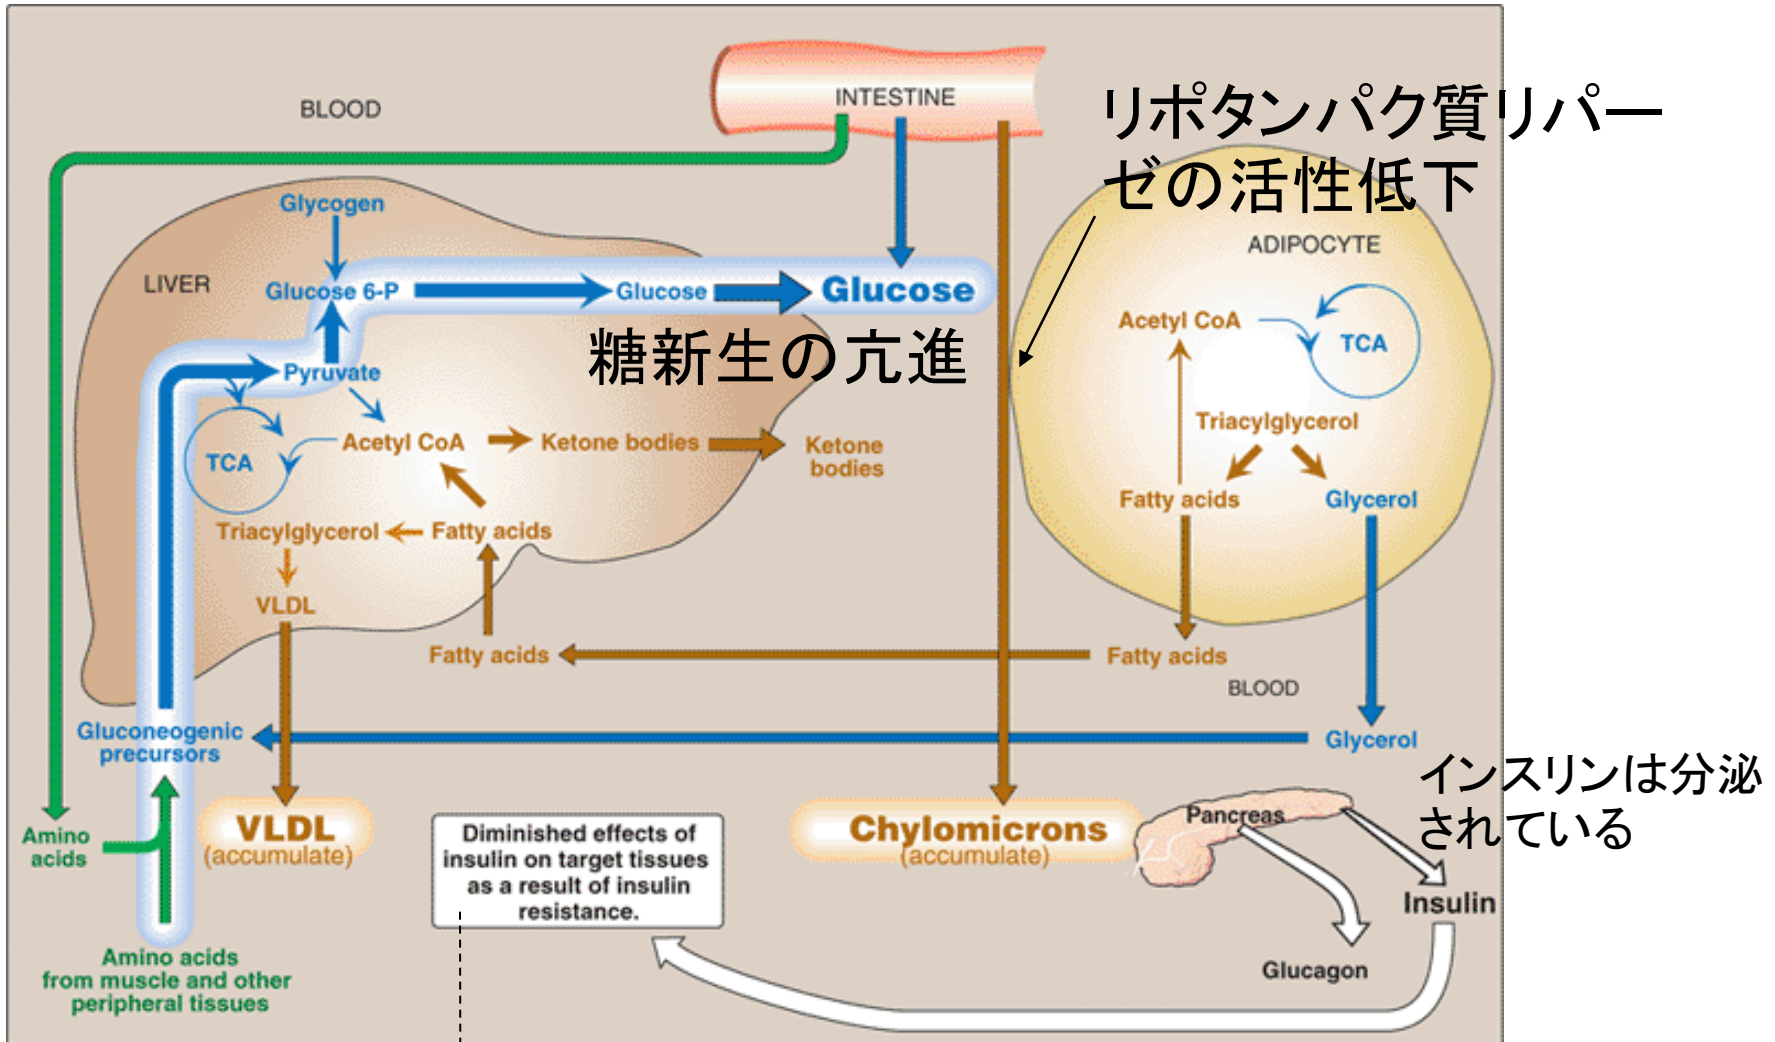 BLOOD
INTESTINE
リポタンパク質リパー
ゼの活性低下
ADIPOCYTE
Glycogen
LIVER
Glucose 6-P
Glucose
Glucose
糖新生の亢進
Acetyl CoA
TCA
Pyruvate
Triacylglycerol
TCA
Acetyl CoA
Ketone bodies
Ketone
bodies
Fatty acids
Glycerol
Triacylglycerol
Fatty acids
VLDL
Fatty acids
Fatty acids
BLOOD
Gluconeogenic
precursors
Glycerol
インスリンは分泌
されている
Amino
acids
VLDL
(accumulate)
Diminished effects of
insulin on target tissues
as a result of insulin
resistance.
Chylomicrons
(accumulate)
Pancreas
Insulin
Glucagon
Amino acids
from muscle and other
peripheral tissues